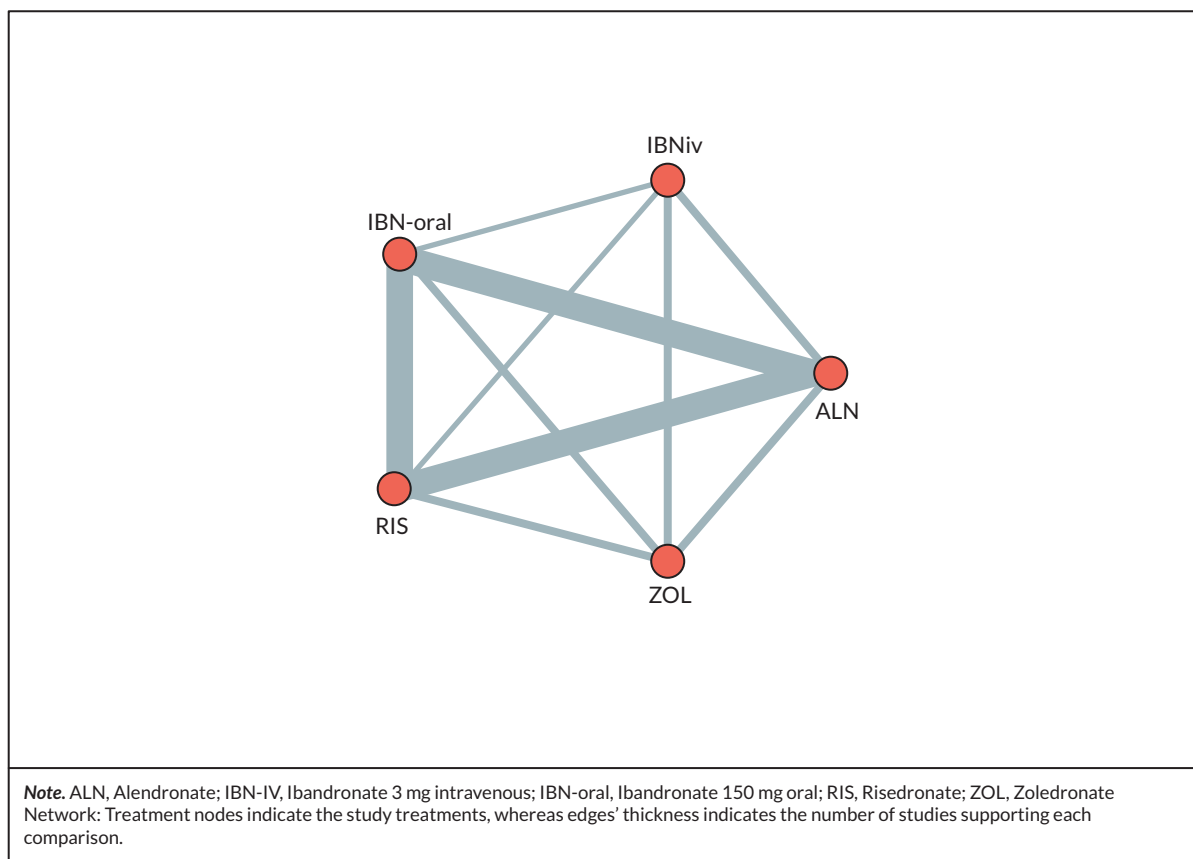 IBNiv
IBN-oral
ALN
RIS
ZOL
Note. ALN, Alendronate; IBN-IV, Ibandronate 3 mg intravenous; IBN-oral, Ibandronate 150 mg oral; RIS, Risedronate; ZOL, Zoledronate
Network: Treatment nodes indicate the study treatments, whereas edges’ thickness indicates the number of studies supporting each
comparison.